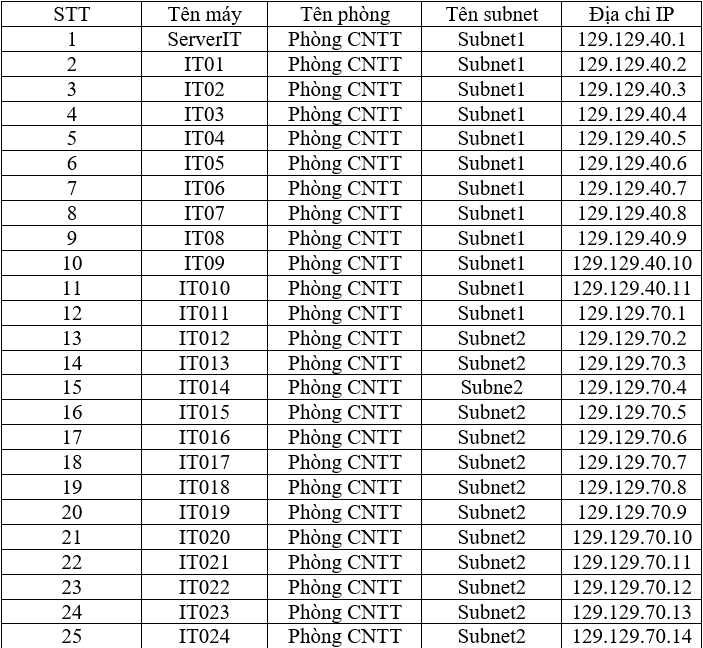 STT Tên máy Tên phòng Tên subnet Địa chỉ IP
1 ServerIT Phòng CNTT Subnet1 129.129.40.1
2 IT01 Phòng CNTT Subnet1 129.129.40.2
3 IT02 Phòng CNTT Subnet1 129.129.40.3
4 IT03 Phòng CNTT Subnet1 129.129.40.4
5 IT04 Phòng CNTT Subnet1 129.129.40.5
6 IT05 Phòng CNTT Subnet1 129.129.40.6
7 IT06 Phòng CNTT Subnet1 129.129.40.7
8 IT07 Phòng CNTT Subnet1 129.129.40.8
9 IT08 Phòng CNTT Subnet1 129.129.40.9
10 IT09 Phòng CNTT Subnet1 129.129.40.10
11 IT010 Phòng CNTT Subnet1 129.129.40.11
12 IT011 Phòng CNTT Subnet1 129.129.70.1
13 IT012 Phòng CNTT Subnet2 129.129.70.2
14 IT013 Phòng CNTT Subnet2 129.129.70.3
15 IT014 Phòng CNTT Subne2 129.129.70.4
16 IT015 Phòng CNTT Subnet2 129.129.70.5
17 IT016 Phòng CNTT Subnet2 129.129.70.6
18 IT017 Phòng CNTT Subnet2 129.129.70.7
19 IT018 Phòng CNTT Subnet2 129.129.70.8
20 IT019 Phòng CNTT Subnet2 129.129.70.9
21 IT020 Phòng CNTT Subnet2 129.129.70.10
22 IT021 Phòng CNTT Subnet2 129.129.70.11
23 IT022 Phòng CNTT Subnet2 129.129.70.12
24 IT023 Phòng CNTT Subnet2 129.129.70.13
25 IT024 Phòng CNTT Subnet2 129.129.70.14